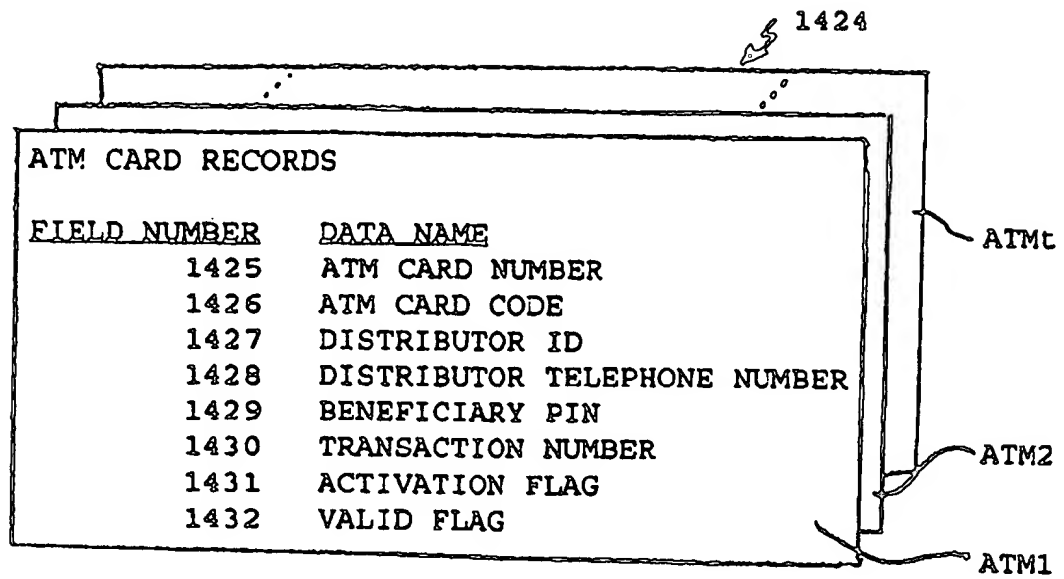 1424
ATM CARD RECORDS
FIELD NUMBER DATA NAME
1425 ATM CARD NUMBER
1426 ATM CARD CODE
1427 DISTRIBUTOR ID
1428 DISTRIBUTOR TELEPHONE NUMBER
1429 BENEFICIARY PIN
1430 TRANSACTION NUMBER
1431 ACTIVATION FLAG
1432 VALID FLAG
ATMt
ATM2
ATM1